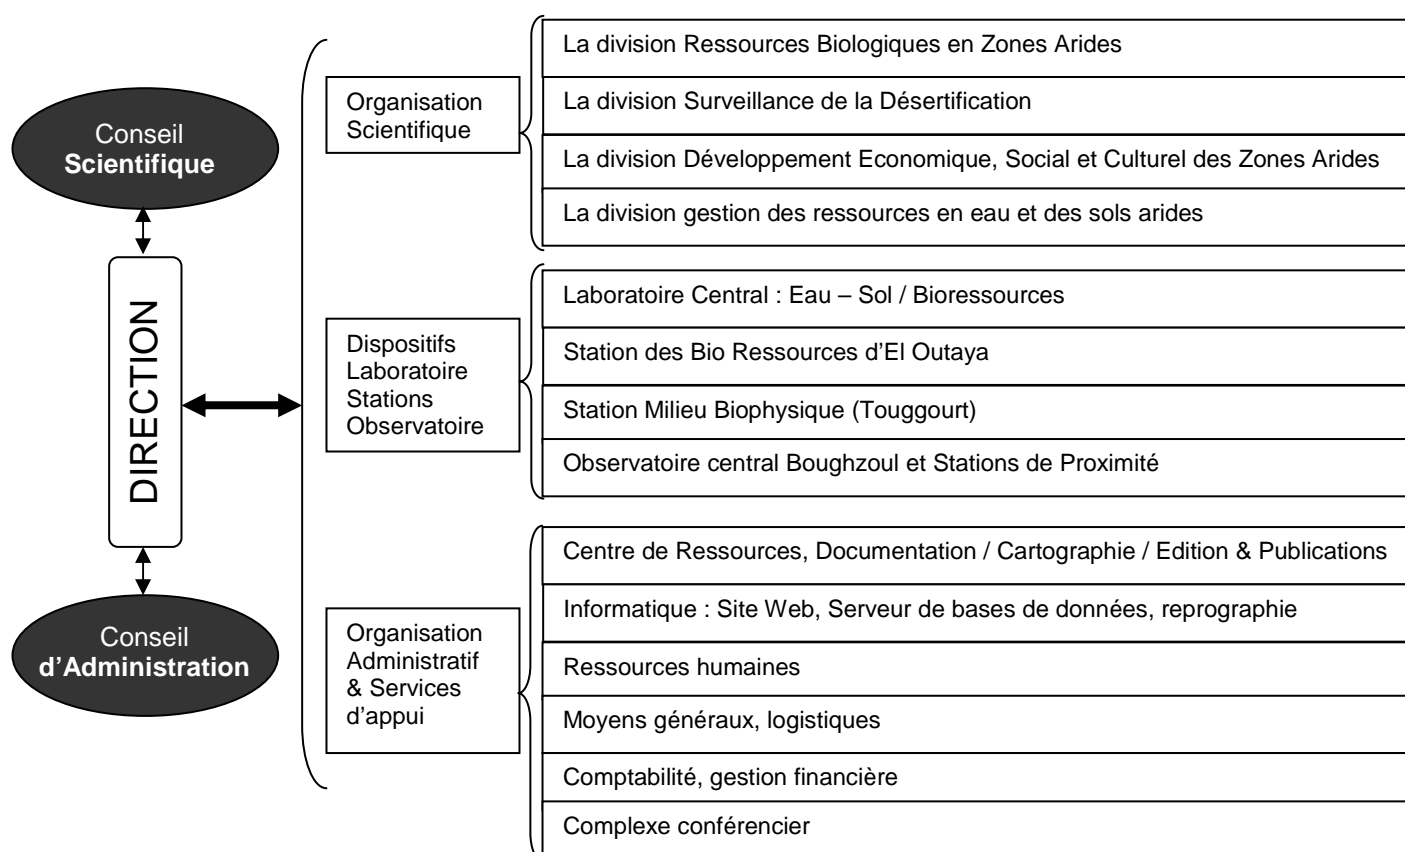 Conseil
Scientifique
DIRECTION
Conseil
d'Administration
Organisation
Scientifique
La division Ressources Biologiques en Zones Arides
La division Surveillance de la Désertification
La division Développement Economique, Social et Culturel des Zones Arides
La division gestion des ressources en eau et des sols arides
Dispositifs
Laboratoire
Stations
Observatoire
Laboratoire Central : Eau – Sol / Bioressources
Station des Bio Ressources d'El Outaya
Station Milieu Biophysique (Touggourt)
Observatoire central Boughzoul et Stations de Proximité
Organisation
Administratif
& Services
d'appui
Centre de Ressources, Documentation / Cartographie / Edition & Publications
Informatique : Site Web, Serveur de bases de données, reprographie
Ressources humaines
Moyens généraux, logistiques
Comptabilité, gestion financière
Complexe conférencier